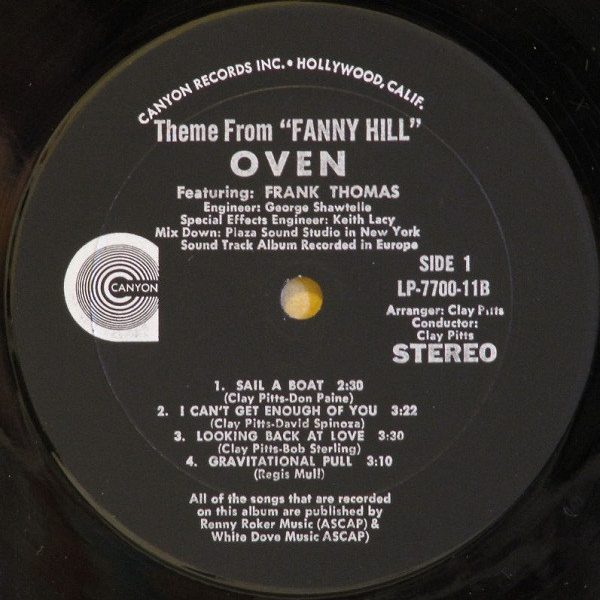 CANYON RECORDS INC. • HOLLYWOOD, CALIF.
Theme From "FANNY HILL"
OVEN
Featuring: FRANK THOMAS
Engineer: George Shawtelle
Special Effects Engineer: Keith Lacy
Mix Down: Plaza Sound Studio in New York
Sound Track Album Recorded in Europe
CANYON
SIDE 1
LP-7700-11B
Arranger: Clay Pitts
Conductor:
Clay Pitts
STEREO
1. SAIL A BOAT 2:30
(Clay Pitts-Don Paine)
2. I CAN'T GET ENOUGH OF YOU 3:22
(Clay Pitts-David Spinoza)
3. LOOKING BACK AT LOVE 3:30
(Clay Pitts-Bob Sterling)
4. GRAVITATIONAL PULL 3:10
(Regis Mull)
All of the songs that are recorded
on this album are published by
Renny Roker Music (ASCAP) &
White Dove Music ASCAP)